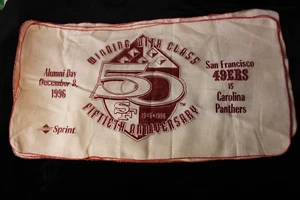 WINNING WITH CLASS
50
SF
1946-1996
FIFTIETH ANNIVERSARY
Alumni Day
December 8,
1996
Sprint
San Francisco
49ERS
vs
Carolina
Panthers